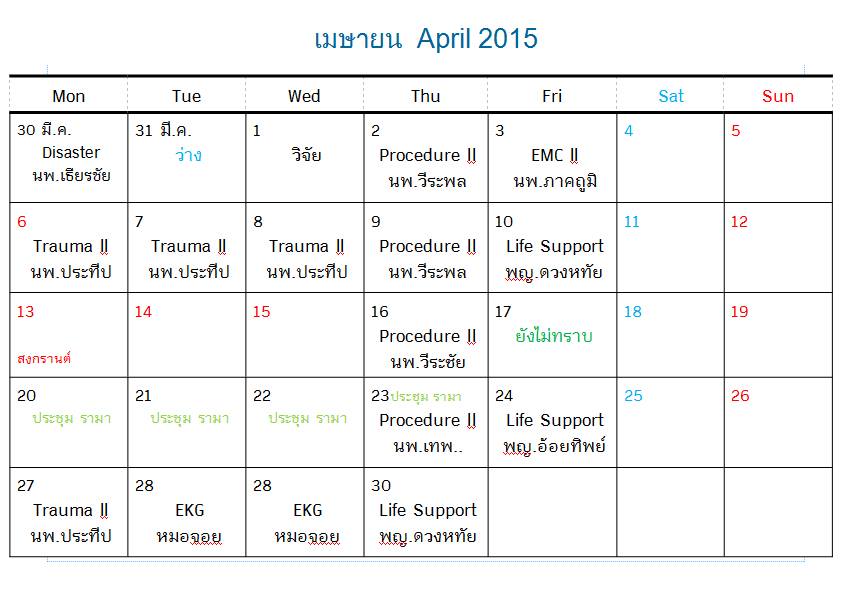 เมษายน April 2015
Mon Tue Wed Thu Fri Sat Sun
30 มี.ค.
Disaster
นพ.เธียรชัย
31 มี.ค.
ว่าง
1
วิจัย
2
Procedure II
นพ.วีระพล
3
EMC II
นพ.ภาคภูมิ
4
5
6
Trauma II
นพ.ประทีป
7
Trauma II
นพ.ประทีป
8
Trauma II
นพ.ประทีป
9
Procedure II
นพ.วีระพล
10
Life Support
พญ.ดวงหทัย
11
12
13
สงกรานต์
14
15
16
Procedure II
นพ.วีระชัย
17
ยังไม่ทราบ
18
19
20
ประชุม รามา
21
ประชุม รามา
22
ประชุม รามา
23ประชุม รามา
Procedure II
นพ.เทพ..
24
Life Support
พญ.อ้อยทิพย์
25
26
27
Trauma II
นพ.ประทีป
28
EKG
หมอจอย
28
EKG
หมอจอย
30
Life Support
พญ.ดวงหทัย